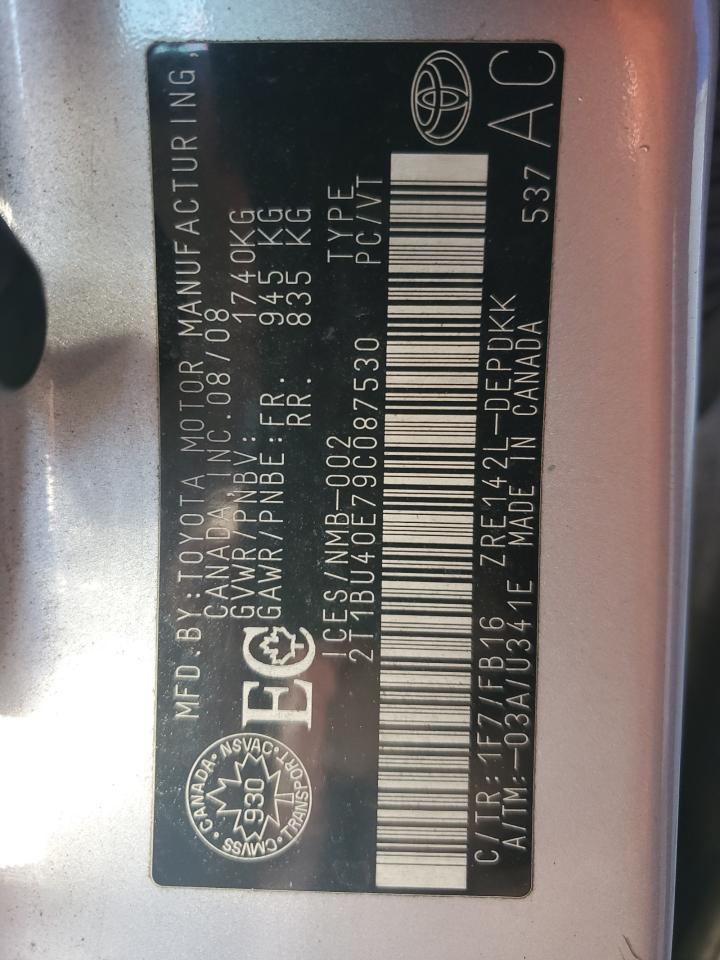 MFD.BY:TOYOTA MOTOR MANUFACTURING,
CANADA INC.08/08
GVWR/PNBV: 1740KG
GAWR/PNBE:FR. 945 KG
RR. 835 KG
CANADA • NSVAC • TRANSPORT • CMVSS
930
EC
ICES/NMB-002 TYPE
2T1BU40E79C087530 PC/VT
C/TR:1F7/FB16 ZRE142L-DEPDKK
A/TM:-03A/U341E MADE IN CANADA
537 AC